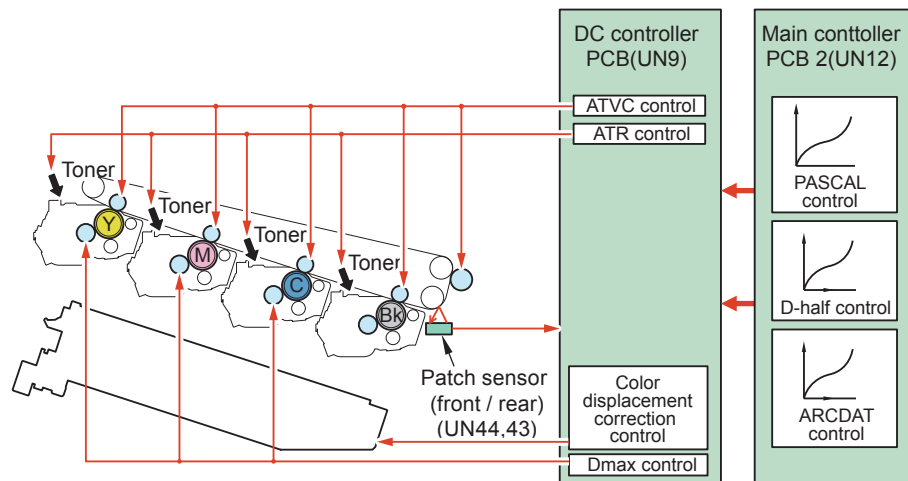 DC controller
PCB(UN9)
Main conttoller
PCB 2(UN12)
ATVC control
ATR control
Toner
Toner
Toner
Toner
Y
M
C
Bk
PASCAL
control
D-half control
ARCDAT
control
Patch sensor
(front / rear)
(UN44,43)
Color
displacement
correction
control
Dmax control